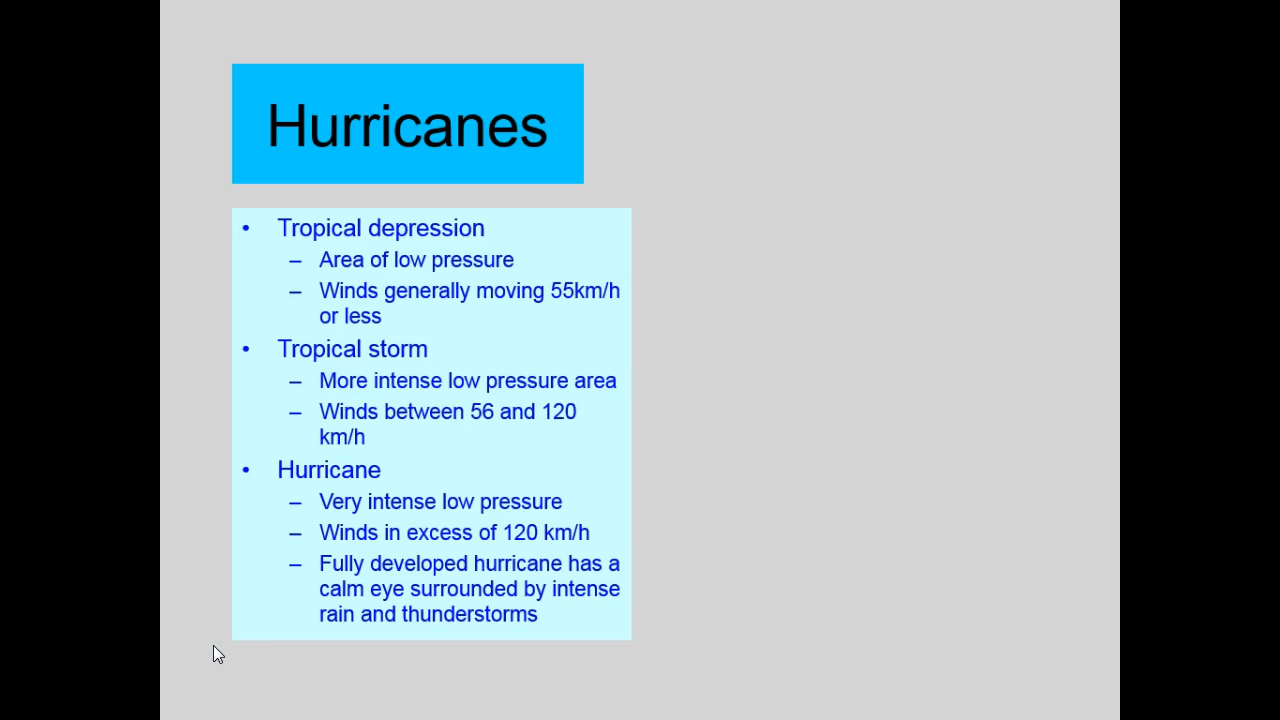 Hurricanes
• Tropical depression
– Area of low pressure
– Winds generally moving 55km/h
or less
• Tropical storm
– More intense low pressure area
– Winds between 56 and 120
km/h
• Hurricane
– Very intense low pressure
– Winds in excess of 120 km/h
– Fully developed hurricane has a
calm eye surrounded by intense
rain and thunderstorms